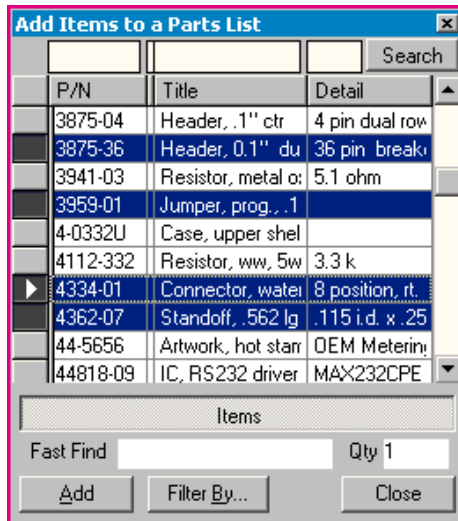 Add Items to a Parts List
Search
P/N Title Detail
3875-04 Header, .1" ctr 4 pin dual row
3875-36 Header, 0.1" du 36 pin break
3941-03 Resistor, metal o 5.1 ohm
3959-01 Jumper, prog., .1
4-0332U Case, upper shel
4112-332 Resistor, ww, 5w 3.3 k
4334-01 Connector, water 8 position, rt.
4362-07 Standoff, .562 lg .115 i.d. x .25
44-5656 Artwork, hot stam OEM Metering
44818-09 IC, RS232 driver MAX232CPE
Items
Fast Find Qty 1
Add Filter By... Close